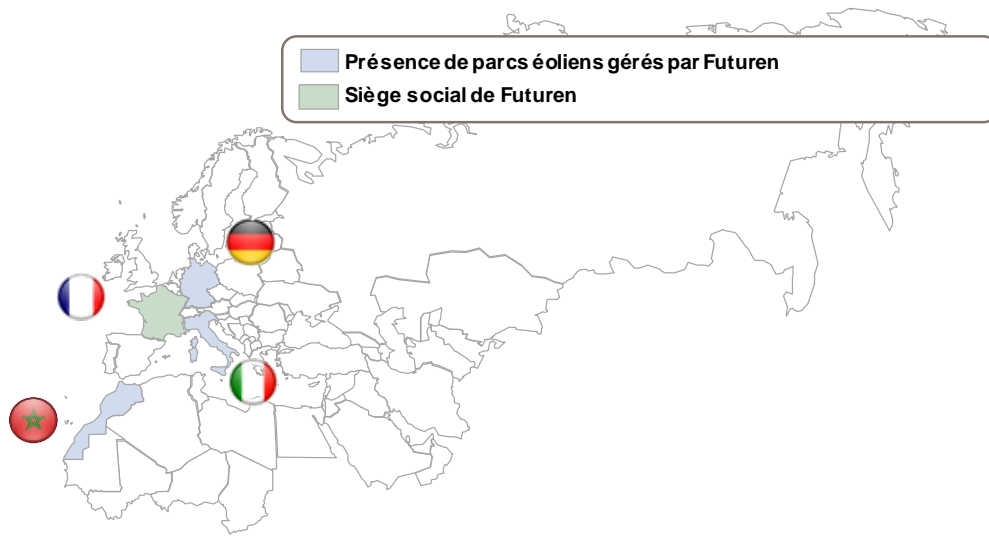 Présence de parcs éoliens gérés par Futuren
Siège social de Futuren